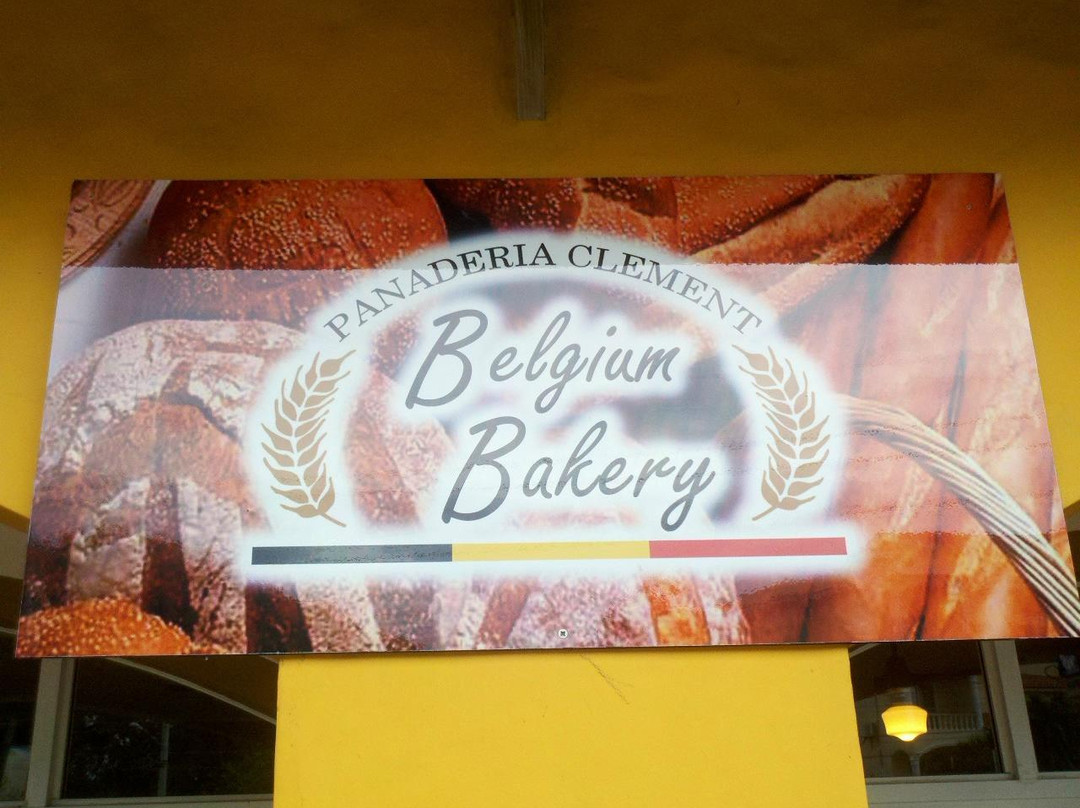 PANADERIA CLEMENT
Belgium
Bakery